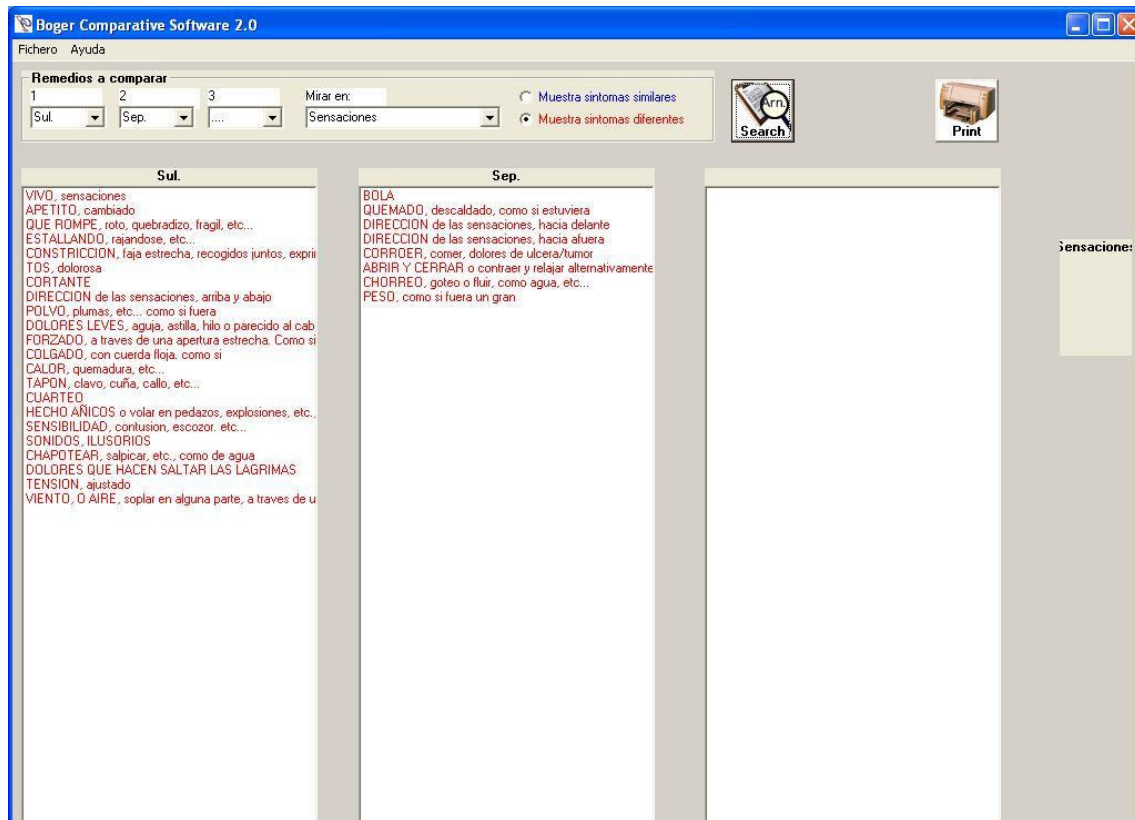 Boger Comparative Software 2.0
Fichero Ayuda
Remedios a comparar
1 2 3 Mirar en:
Sul. Sep. .... Sensaciones
Muestra sintomas similares
Muestra sintomas diferentes
Arn.
Search
Print
Sul.
VIVO, sensaciones
APETITO, cambiado
QUE ROMPE, roto, quebradizo, fragil, etc...
ESTALLANDO, rajandose, etc...
CONSTRICCION, faja estrecha, recogidos juntos, exprii
TOS, dolorosa
CORTANTE
DIRECCION de las sensaciones, arriba y abajo
POLVO, plumas, etc... como si fuera
DOLORES LEVES, aguja, astilla, hilo o parecido al cab
FORZADO, a traves de una apertura estrecha. Como si
COLGADO, con cuerda floja. como si
CALOR, quemadura, etc...
TAPON, clavo, cuña, callo, etc...
CUARTEO
HECHO AÑICOS o volar en pedazos, explosiones, etc..
SENSIBILIDAD, contusion, escozor. etc...
SONIDOS, ILUSORIOS
CHAPOTEAR, salpicar, etc., como de agua
DOLORES QUE HACEN SALTAR LAS LAGRIMAS
TENSION, ajustado
VIENTO, O AIRE, soplar en alguna parte, a traves de u
Sep.
BOLA
QUEMADO, descaldado, como si estuviera
DIRECCION de las sensaciones, hacia delante
DIRECCION de las sensaciones, hacia afuera
CORROER, comer, dolores de ulcera/tumor
ABRIR Y CERRAR o contraer y relajar alternativamente
CHORREO, goteo o fluir, como agua, etc...
PESO, como si fuera un gran
Sensaciones